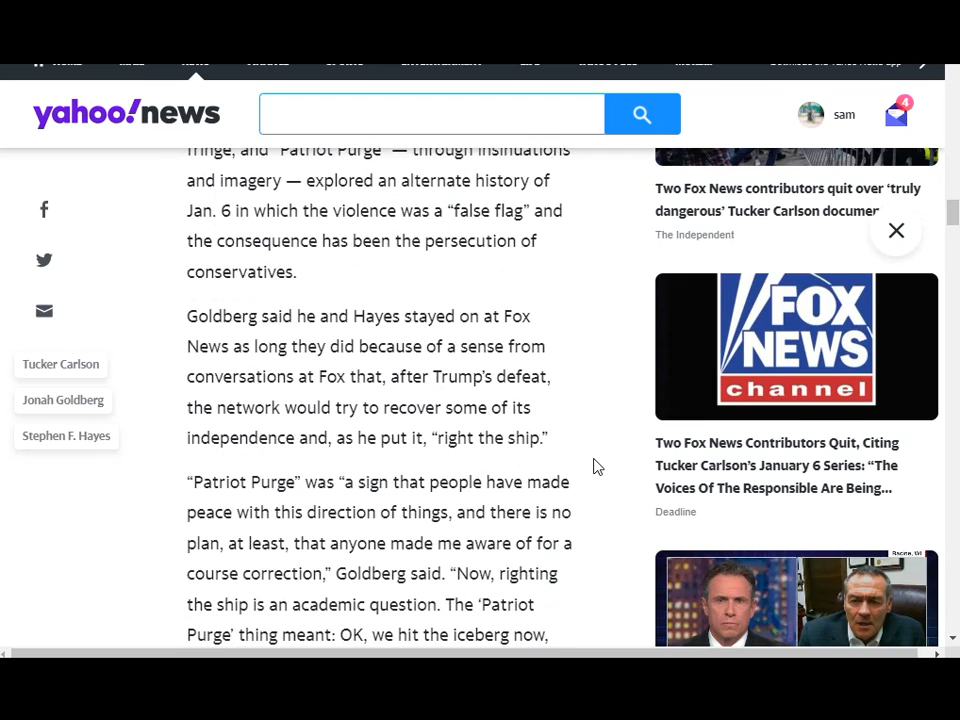 yahoo!news
sam
4
fringe, and “Patriot Purge” — through insinuations
and imagery — explored an alternate history of
Jan. 6 in which the violence was a “false flag” and
the consequence has been the persecution of
conservatives.
Goldberg said he and Hayes stayed on at Fox
News as long they did because of a sense from
conversations at Fox that, after Trump’s defeat,
the network would try to recover some of its
independence and, as he put it, “right the ship.”
“Patriot Purge” was “a sign that people have made
peace with this direction of things, and there is no
plan, at least, that anyone made me aware of for a
course correction,” Goldberg said. “Now, righting
the ship is an academic question. The ‘Patriot
Purge’ thing meant: OK, we hit the iceberg now,
Tucker Carlson
Jonah Goldberg
Stephen F. Hayes
Two Fox News contributors quit over ‘truly
dangerous’ Tucker Carlson documen
The Independent
FOX
NEWS
channel
Two Fox News Contributors Quit, Citing
Tucker Carlson’s January 6 Series: “The
Voices Of The Responsible Are Being...
Deadline
Racine, WI